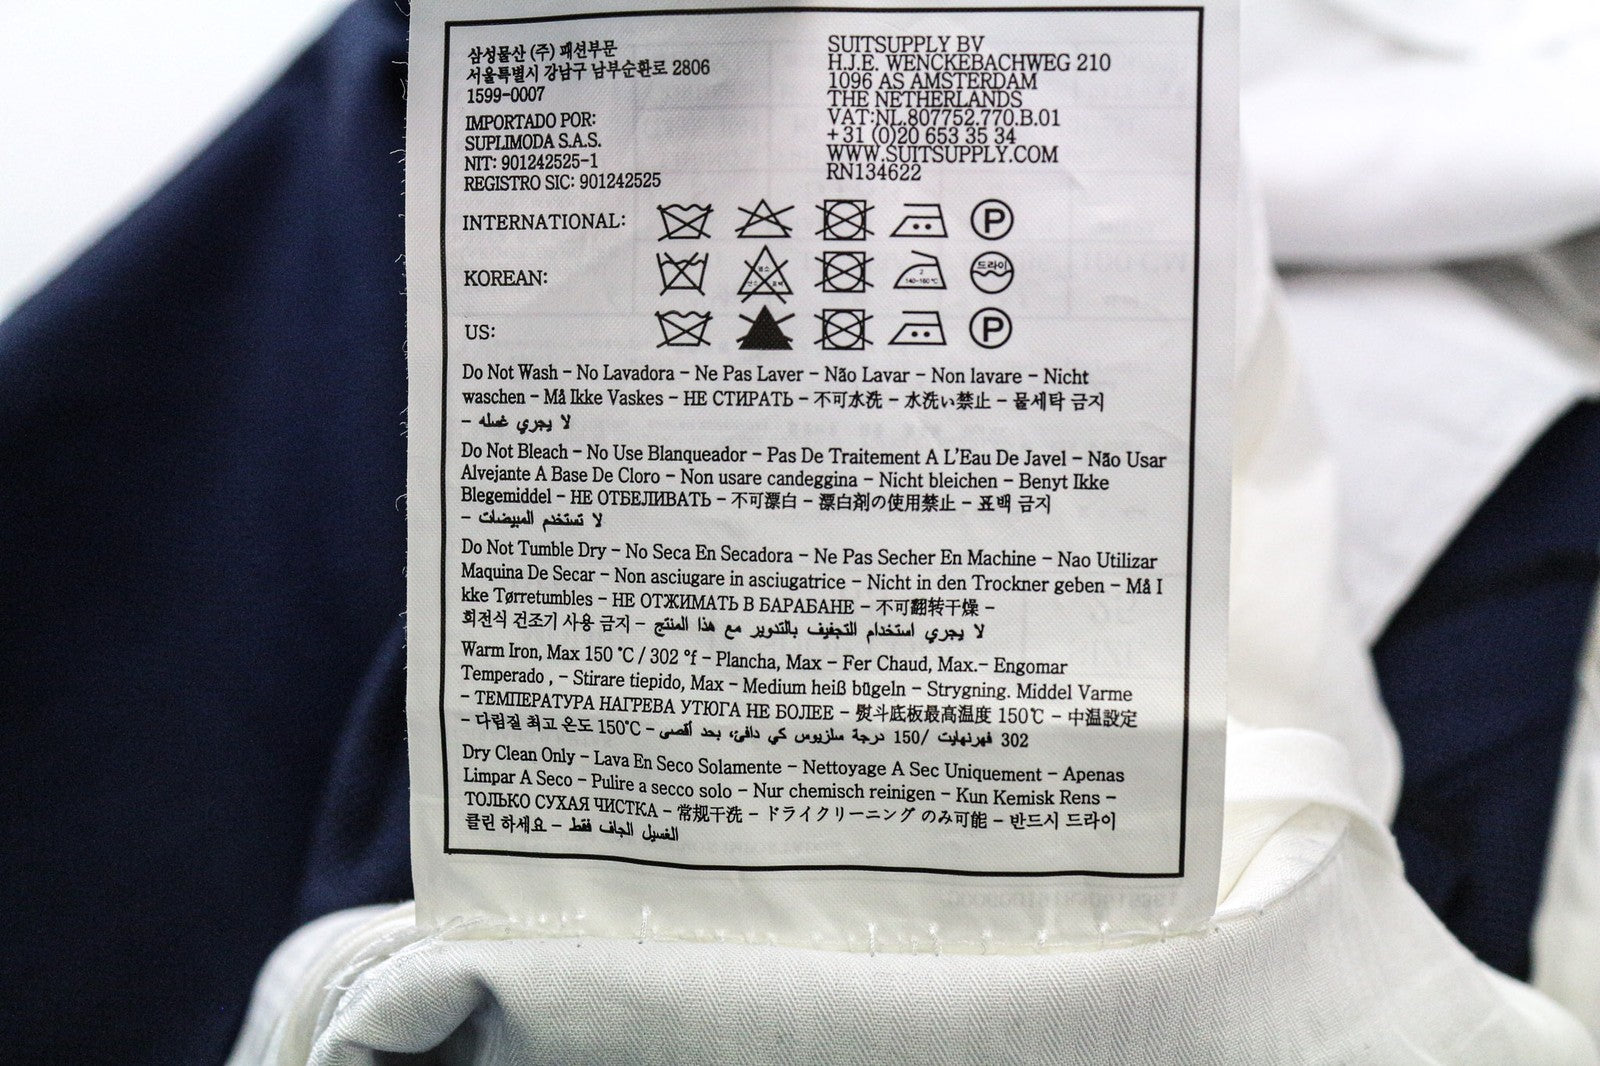 삼성물산 (주) 패션부문
서울특별시 강남구 남부순환로 2806
1599-0007
IMPORTADO POR:
SUPLIMODA S.A.S.
NIT: 901242525-1
REGISTRO SIC: 901242525
SUITSUPPLY BV
H.J.E. WENCKEBACHWEG 210
1096 AS AMSTERDAM
THE NETHERLANDS
VAT:NL.807752.770.B.01
+31 (0)20 653 35 34
WWW.SUITSUPPLY.COM
RN134622
INTERNATIONAL: P
KOREAN: 2 140-160℃ 드라이
US: P
Do Not Wash – No Lavadora – Ne Pas Laver – Não Lavar – Non lavare – Nicht
waschen – Må Ikke Vaskes – НЕ СТИРАТЬ – 不可水洗 – 水洗い禁止 – 물세탁 금지
– لا يجري غسله
Do Not Bleach – No Use Blanqueador – Pas De Traitement A L'Eau De Javel – Não Usar
Alvejante A Base De Cloro – Non usare candeggina – Nicht bleichen – Benyt Ikke
Blegemiddel – НЕ ОТБЕЛИВАТЬ – 不可漂白 – 漂白剤の使用禁止 – 표백 금지
– لا تستخدم المبيضات
Do Not Tumble Dry – No Seca En Secadora – Ne Pas Secher En Machine – Nao Utilizar
Maquina De Secar – Non asciugare in asciugatrice – Nicht in den Trockner geben – Må I
kke Tørretumbles – НЕ ОТЖИМАТЬ В БАРАБАНЕ – 不可翻转干燥 –
회전식 건조기 사용 금지 – لا يجري استخدام التجفيف بالتدوير مع هذا المنتج
Warm Iron, Max 150 °C / 302 °f – Plancha, Max – Fer Chaud, Max.– Engomar
Temperado , – Stirare tiepido, Max – Medium heiß bügeln – Strygning. Middel Varme
– ТЕМПЕРАТУРА НАГРЕВА УТЮГА НЕ БОЛЕЕ – 熨斗底板最高温度 150℃ – 中温設定
– 다림질 최고 온도 150℃ – كي دافئ، بحد أقصى 150/ درجة سلزيوس 302 فهرنهايت
Dry Clean Only – Lava En Seco Solamente – Nettoyage A Sec Uniquement – Apenas
Limpar A Seco – Pulire a secco solo – Nur chemisch reinigen – Kun Kemisk Rens –
ТОЛЬКО СУХАЯ ЧИСТКА – 常规干洗 – ドライクリーニング のみ可能 – 반드시 드라이
클린 하세요 – الغسيل الجاف فقط